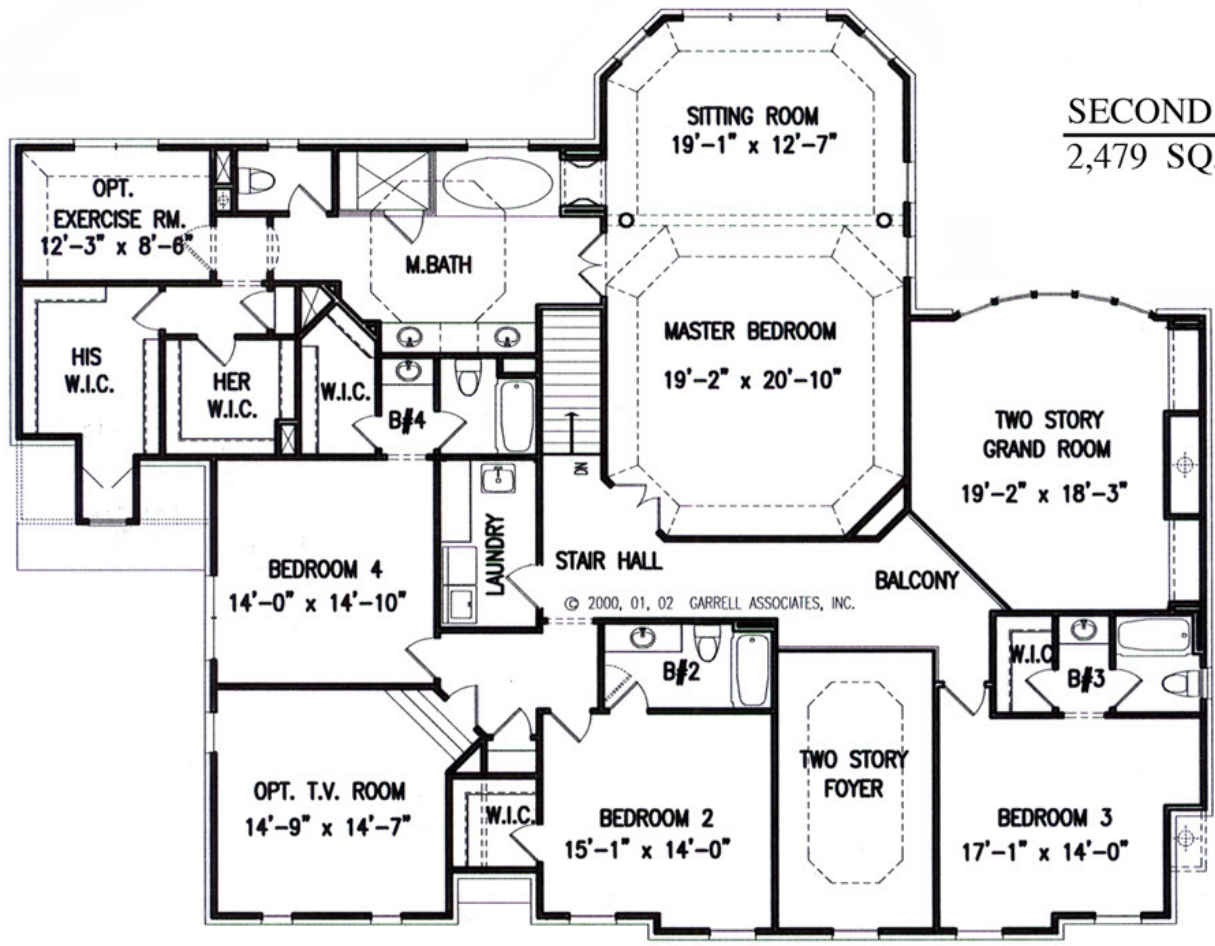 SECOND
2,479 SQ.
SITTING ROOM
19'-1" x 12'-7"
OPT.
EXERCISE RM.
12'-3" x 8'-6"
M.BATH
MASTER BEDROOM
19'-2" x 20'-10"
HIS
W.I.C.
HER
W.I.C.
W.I.C.
B#4
DN
TWO STORY
GRAND ROOM
19'-2" x 18'-3"
BEDROOM 4
14'-0" x 14'-10"
LAUNDRY
STAIR HALL
BALCONY
© 2000, 01, 02 GARRELL ASSOCIATES, INC.
B#2
W.I.C
B#3
OPT. T.V. ROOM
14'-9" x 14'-7"
W.I.C.
BEDROOM 2
15'-1" x 14'-0"
TWO STORY
FOYER
BEDROOM 3
17'-1" x 14'-0"